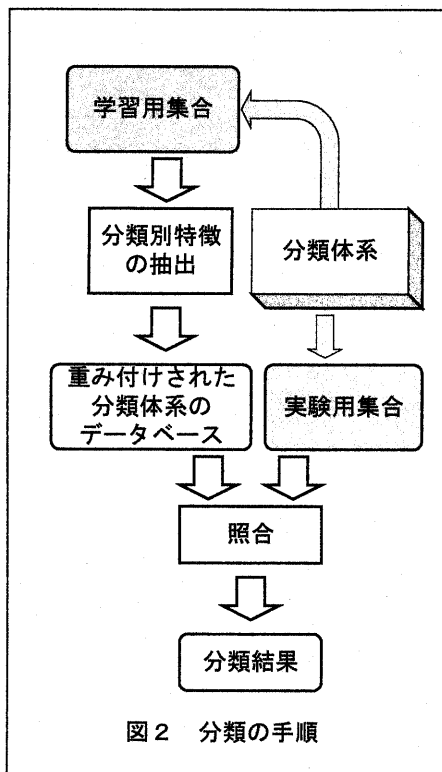 学習用集合
分類別特徴
の抽出
分類体系
重み付けされた
分類体系の
データベース
実験用集合
照合
分類結果
図2 分類の手順